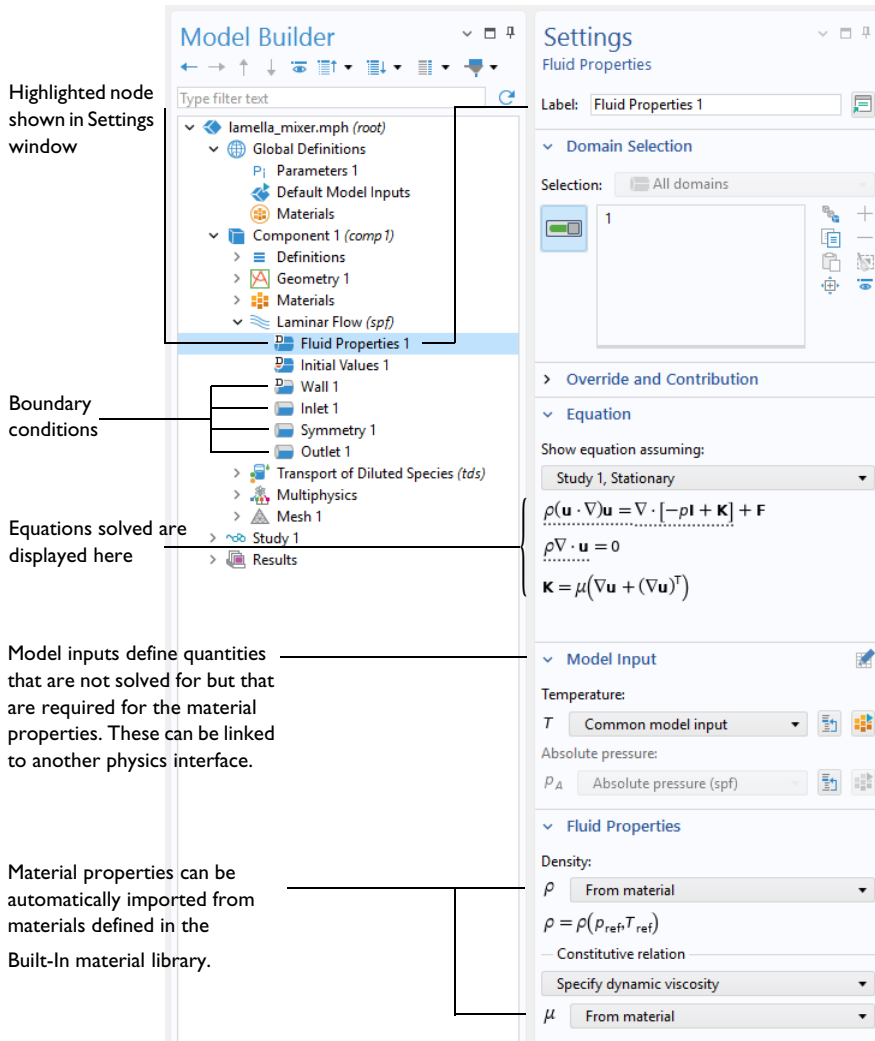 Highlighted node
shown in Settings
window
Boundary
conditions
Equations solved are
displayed here
Model inputs define quantities
that are not solved for but that
are required for the material
properties. These can be linked
to another physics interface.
Material properties can be
automatically imported from
materials defined in the
Built-In material library.
Model Builder
Type filter text
lamella_mixer.mph (root)
Global Definitions
Pi Parameters 1
Default Model Inputs
Materials
Component 1 (comp1)
Definitions
Geometry 1
Materials
Laminar Flow (spf)
D Fluid Properties 1
D Initial Values 1
D Wall 1
Inlet 1
Symmetry 1
Outlet 1
Transport of Diluted Species (tds)
Multiphysics
Mesh 1
Study 1
Results
Settings
Fluid Properties
Label: Fluid Properties 1
Domain Selection
Selection: All domains
1
Override and Contribution
Equation
Show equation assuming:
Study 1, Stationary
ρ(u · ∇)u = ∇ · [−pI + K] + F
ρ∇ · u = 0
K = μ(∇u + (∇u)ᵀ)
Model Input
Temperature:
T Common model input
Absolute pressure:
p_A Absolute pressure (spf)
Fluid Properties
Density:
ρ From material
ρ = ρ(p_ref, T_ref)
Constitutive relation
Specify dynamic viscosity
μ From material